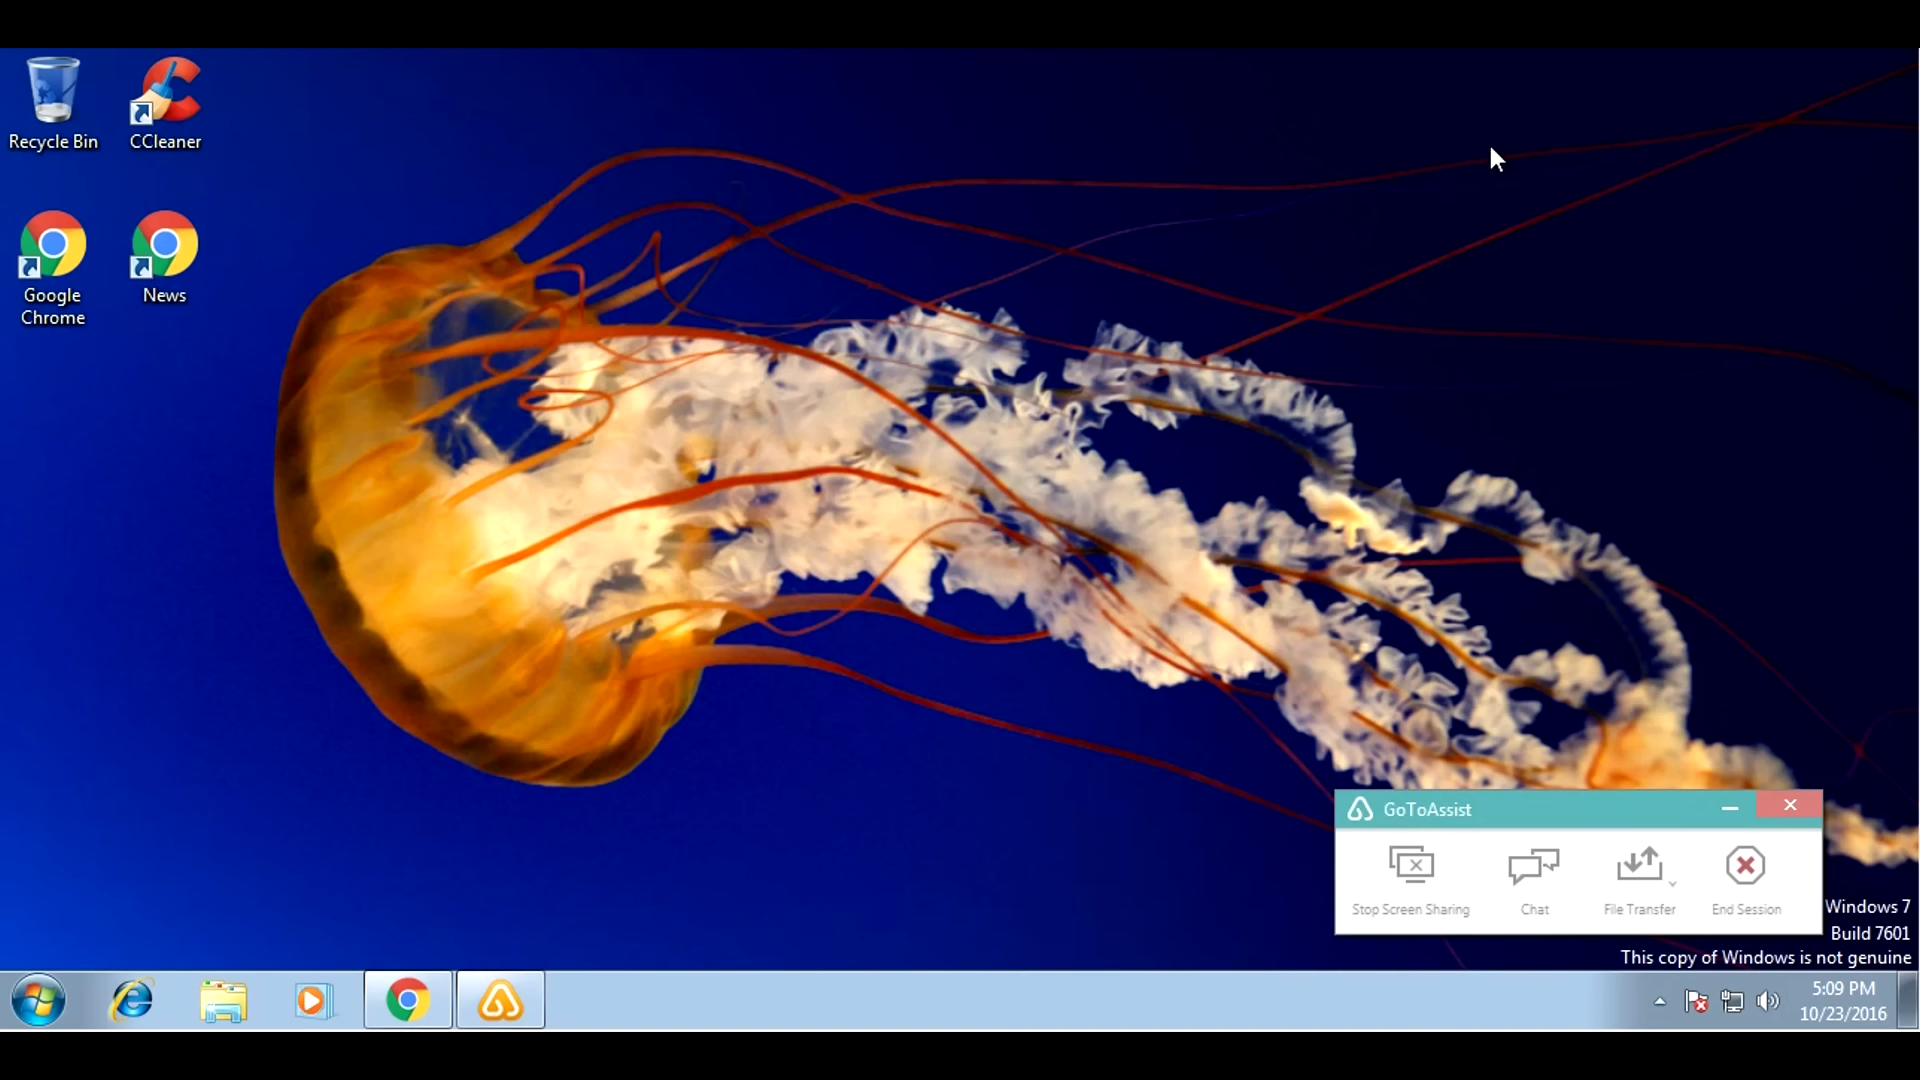 Recycle Bin
CCleaner
Google
Chrome
News
GoToAssist
Stop Screen Sharing
Chat
File Transfer
End Session
Windows 7
Build 7601
This copy of Windows is not genuine
5:09 PM
10/23/2016